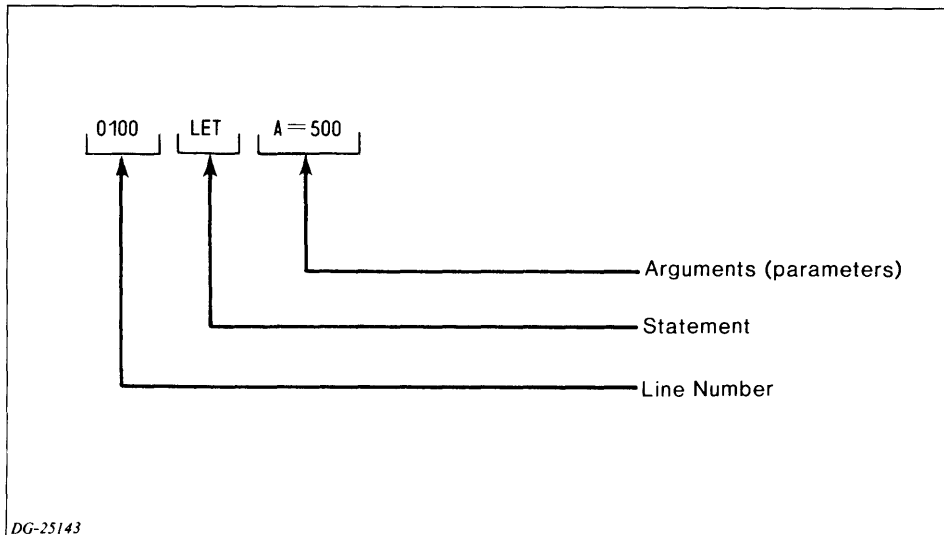 0100 LET A=500
Arguments (parameters)
Statement
Line Number
DG-25143